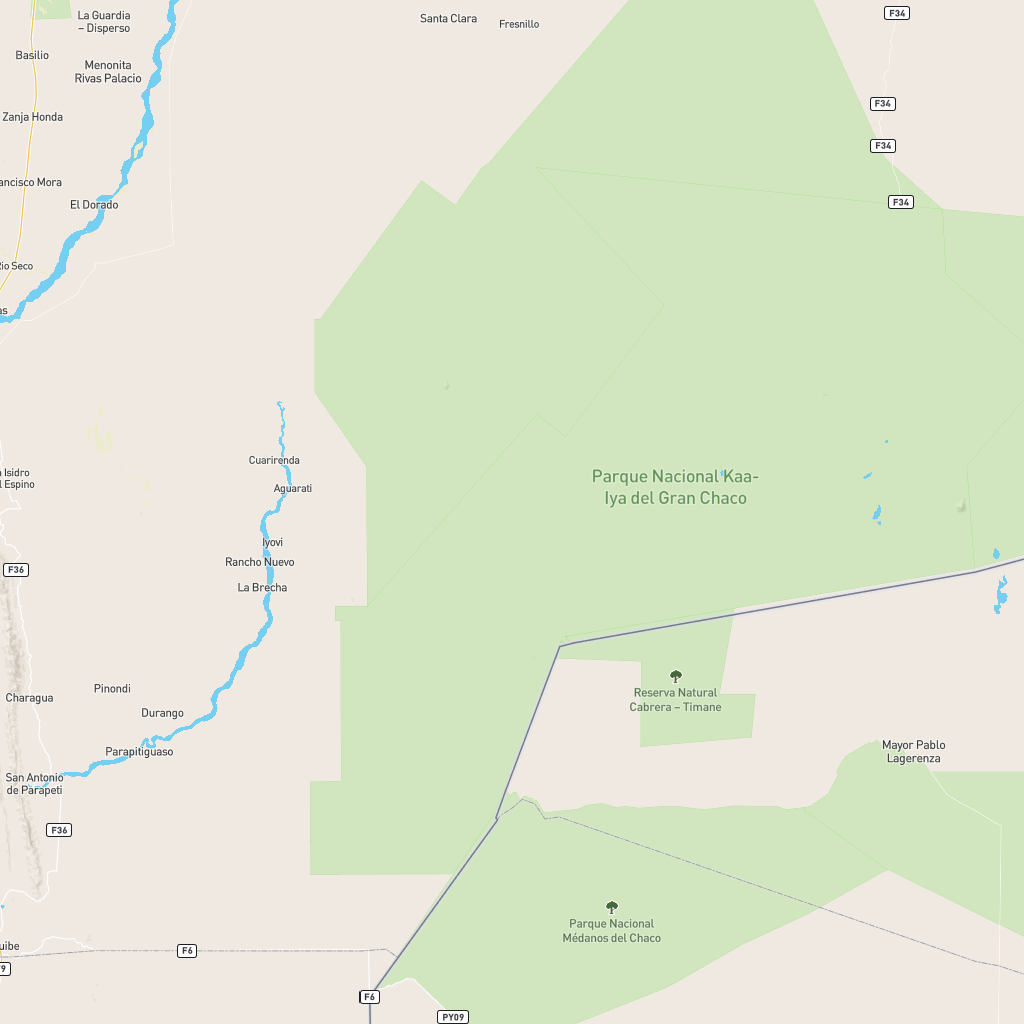 La Guardia
– Disperso
Santa Clara
Fresnillo
F34
Basilio
Menonita
Rivas Palacio
F34
Zanja Honda
F34
ancisco Mora
El Dorado
F34
Rio Seco
as
Cuarirenda
Isidro
l Espino
Aguarati
Parque Nacional Kaa-
Iya del Gran Chaco
Iyovi
Rancho Nuevo
F36
La Brecha
Pinondi
Charagua
Reserva Natural
Cabrera – Timane
Durango
Parapitiguaso
Mayor Pablo
Lagerenza
San Antonio
de Parapeti
F36
Parque Nacional
Médanos del Chaco
uibe
F6
9
F6
PY09